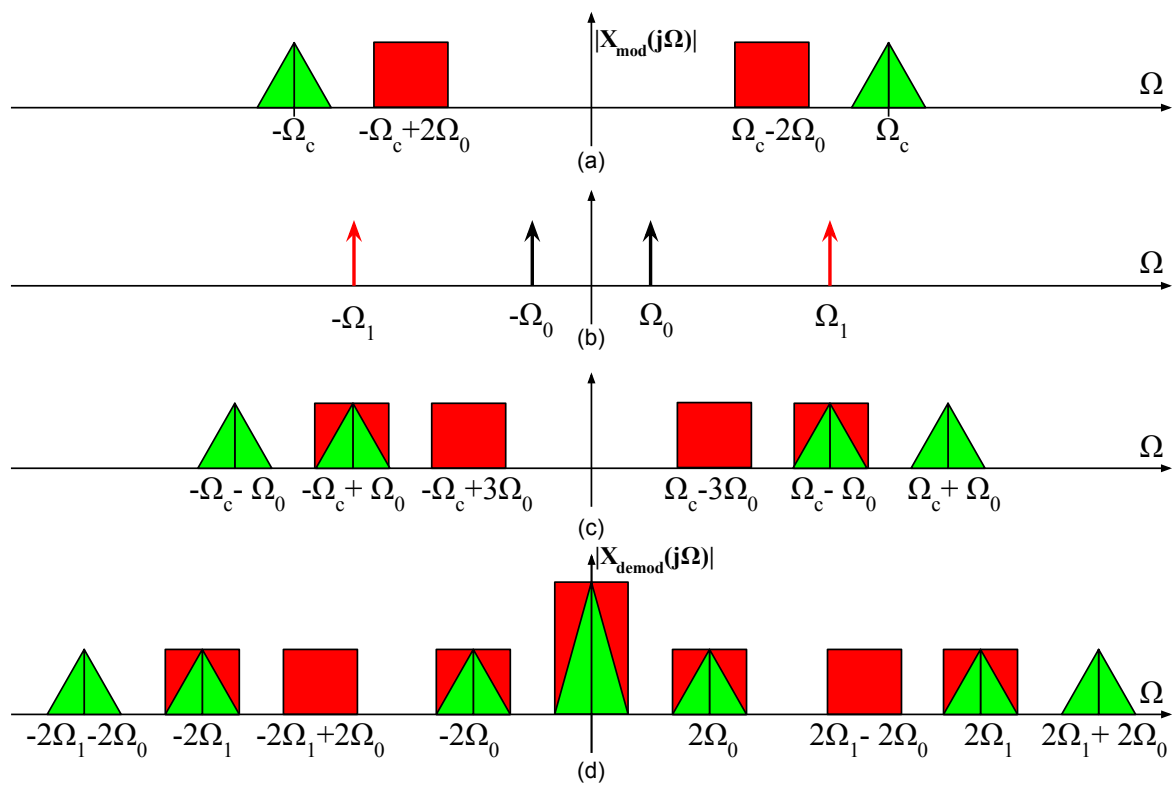 |X_mod(jΩ)|
Ω
-Ω_c -Ω_c+2Ω_0 Ω_c-2Ω_0 Ω_c
(a)
Ω
-Ω_1 -Ω_0 Ω_0 Ω_1
(b)
Ω
-Ω_c- Ω_0 -Ω_c+ Ω_0 -Ω_c+3Ω_0 Ω_c-3Ω_0 Ω_c- Ω_0 Ω_c+ Ω_0
(c)
|X_demod(jΩ)|
Ω
-2Ω_1-2Ω_0 -2Ω_1 -2Ω_1+2Ω_0 -2Ω_0 2Ω_0 2Ω_1- 2Ω_0 2Ω_1 2Ω_1+ 2Ω_0
(d)